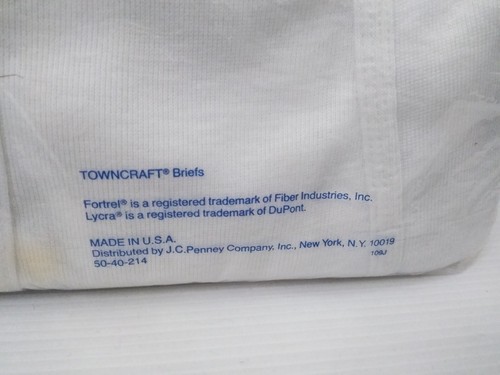 TOWNCRAFT® Briefs
Fortrel® is a registered trademark of Fiber Industries, Inc.
Lycra® is a registered trademark of DuPont.
MADE IN U.S.A.
Distributed by J.C.Penney Company, Inc., New York, N.Y. 10019
50-40-214
109J